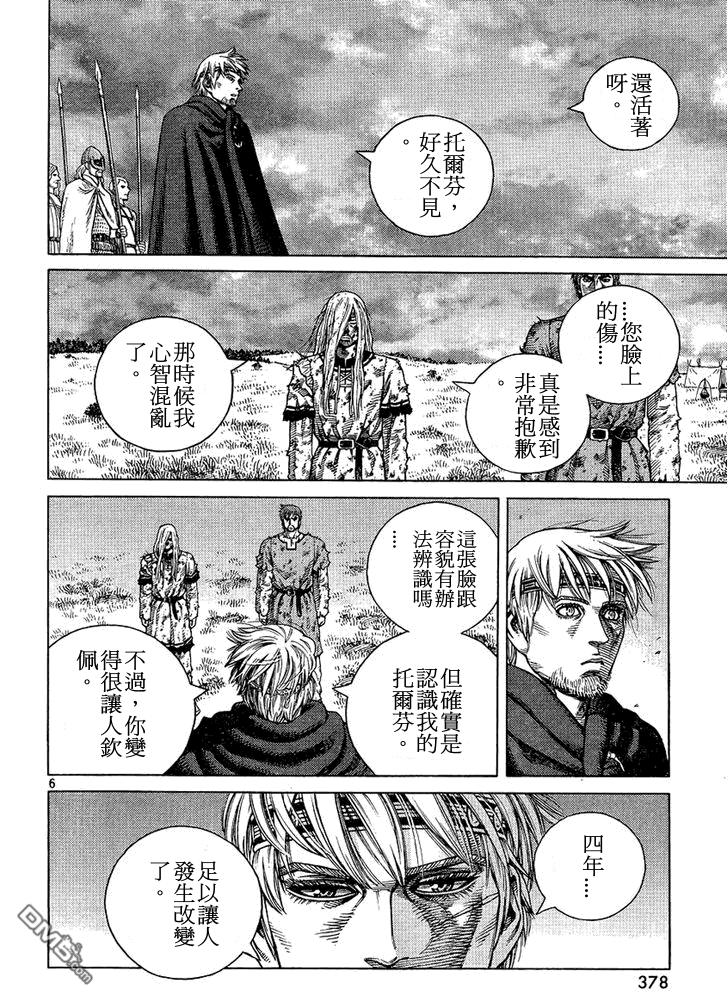 還活著
呀。
托爾芬，
好久不見
。
……您臉上
的傷……
真是感到
非常抱歉
。
那時候我
心智混亂
了。
這張臉跟
容貌有辦
法辨識嗎
……
但確實是
認識我的
托爾芬。
不過，你變
得很讓人欽
佩。
6
四年……
足以讓人
發生改變
了。
378
DM5.COM